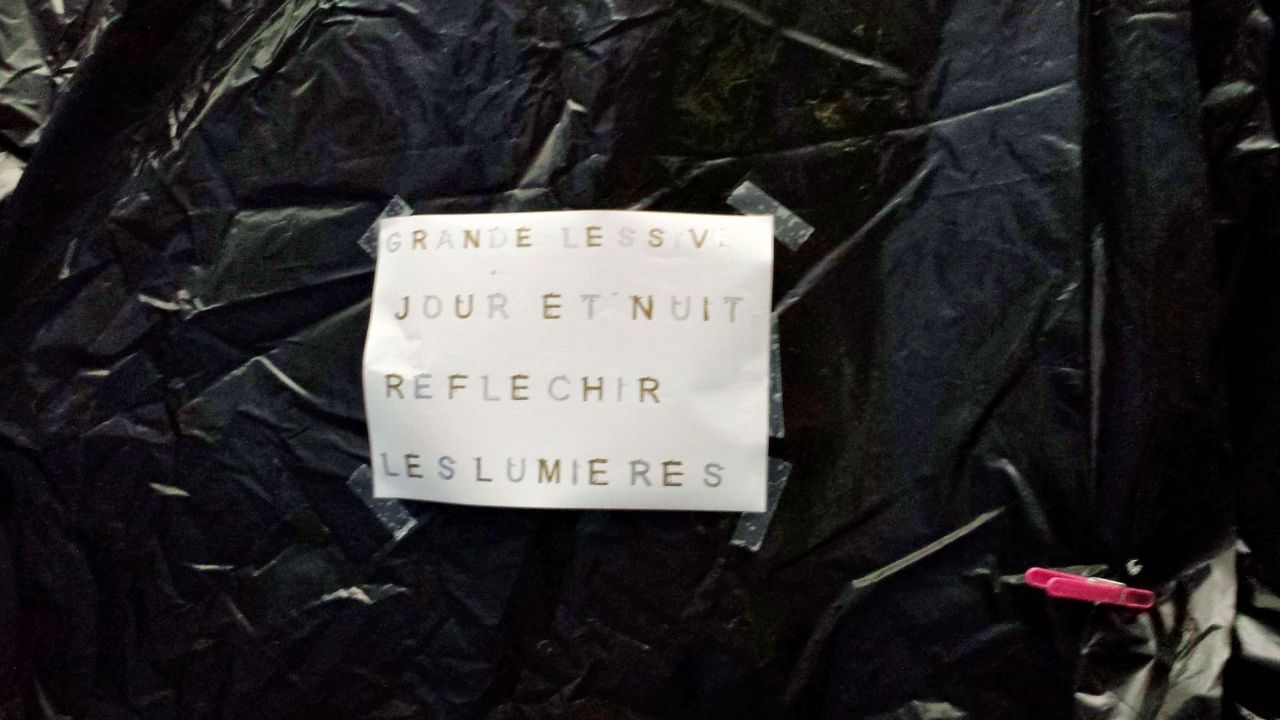 GRANDE LESSIVE
JOUR ET NUIT
REFLECHIR
LES LUMIERES